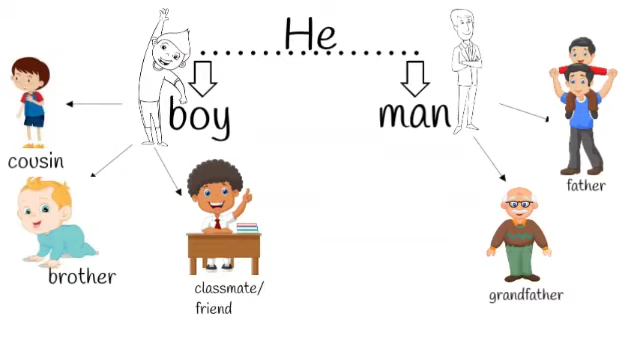 He
boy
man
cousin
father
brother
classmate/
friend
grandfather